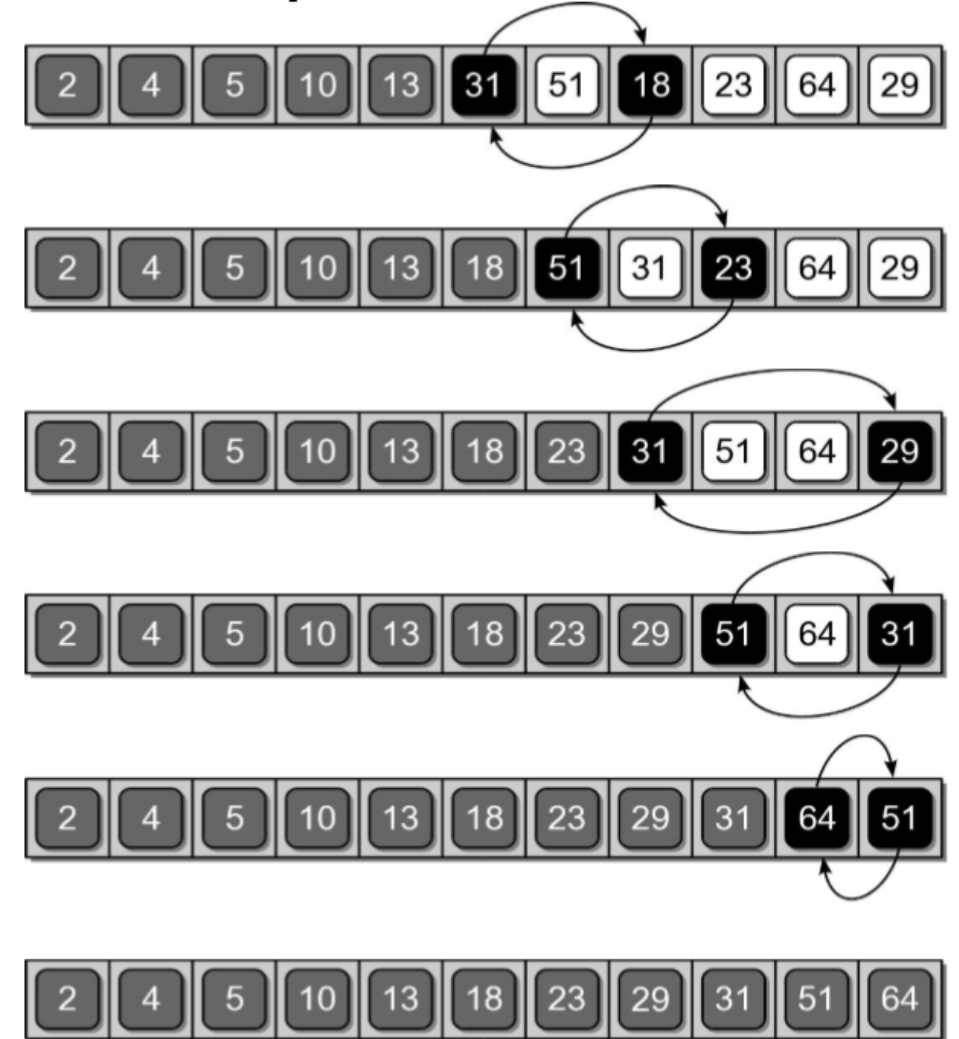 2 4 5 10 13 31 51 18 23 64 29
2 4 5 10 13 18 51 31 23 64 29
2 4 5 10 13 18 23 31 51 64 29
2 4 5 10 13 18 23 29 51 64 31
2 4 5 10 13 18 23 29 31 64 51
2 4 5 10 13 18 23 29 31 51 64